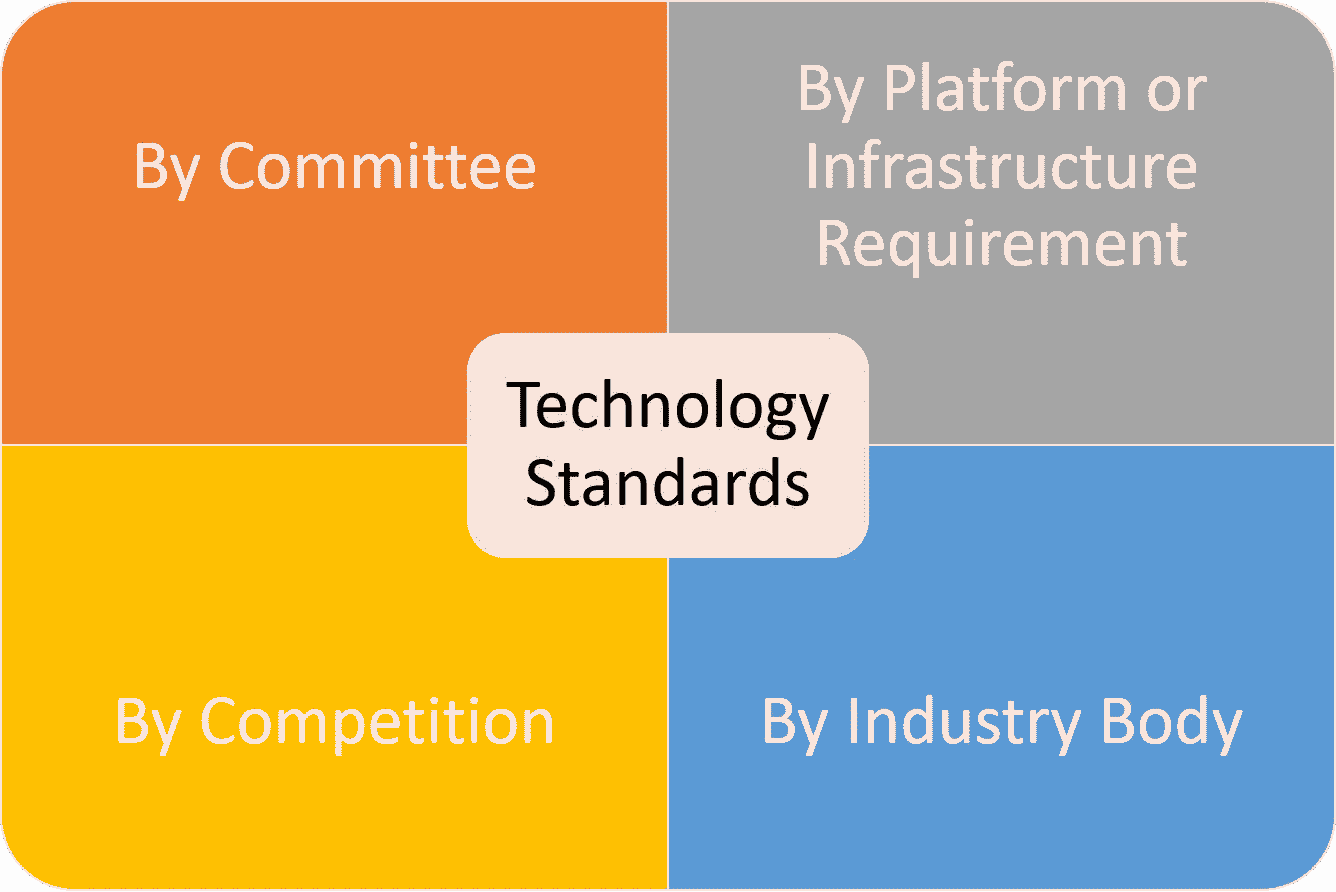 By Committee
By Platform or
Infrastructure
Requirement
Technology
Standards
By Competition
By Industry Body